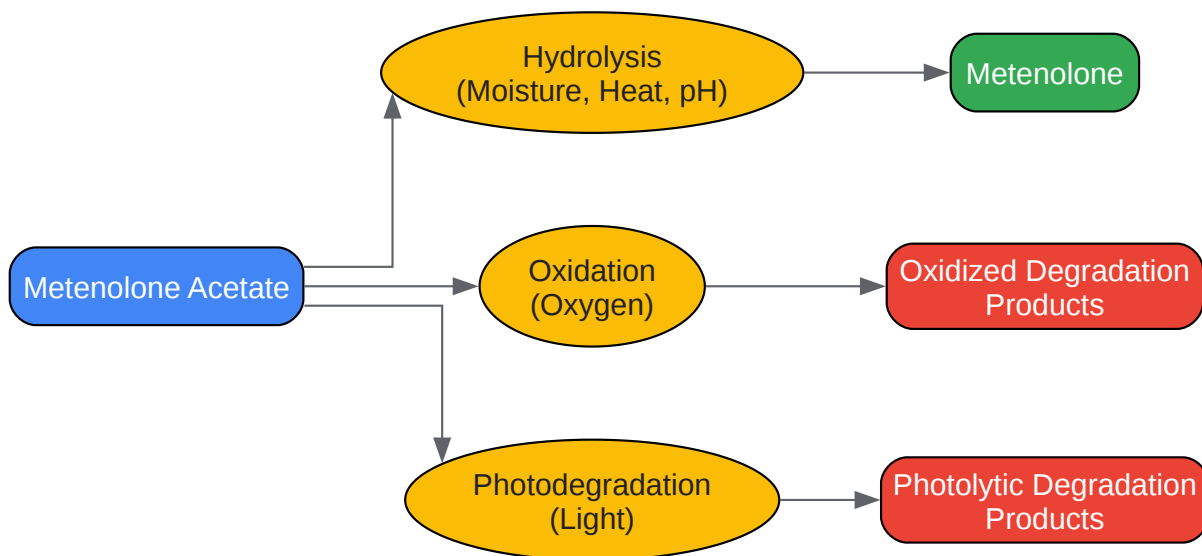 Hydrolysis
(Moisture, Heat, pH)
Metenolone
Metenolone Acetate
Oxidation
(Oxygen)
Oxidized Degradation
Products
Photodegradation
(Light)
Photolytic Degradation
Products